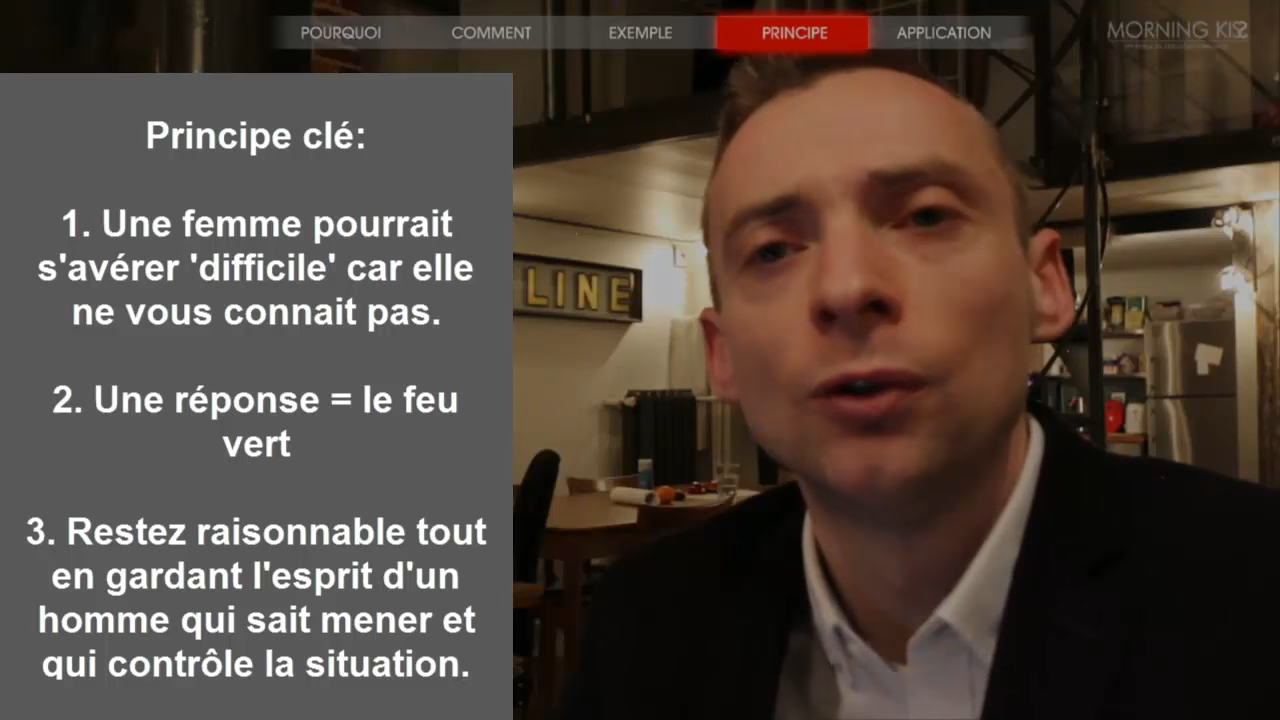 POURQUOI COMMENT EXEMPLE PRINCIPE APPLICATION
MORNING KISS
Principe clé:
1. Une femme pourrait
s'avérer 'difficile' car elle
ne vous connait pas.
2. Une réponse = le feu
vert
3. Restez raisonnable tout
en gardant l'esprit d'un
homme qui sait mener et
qui contrôle la situation.
LINE